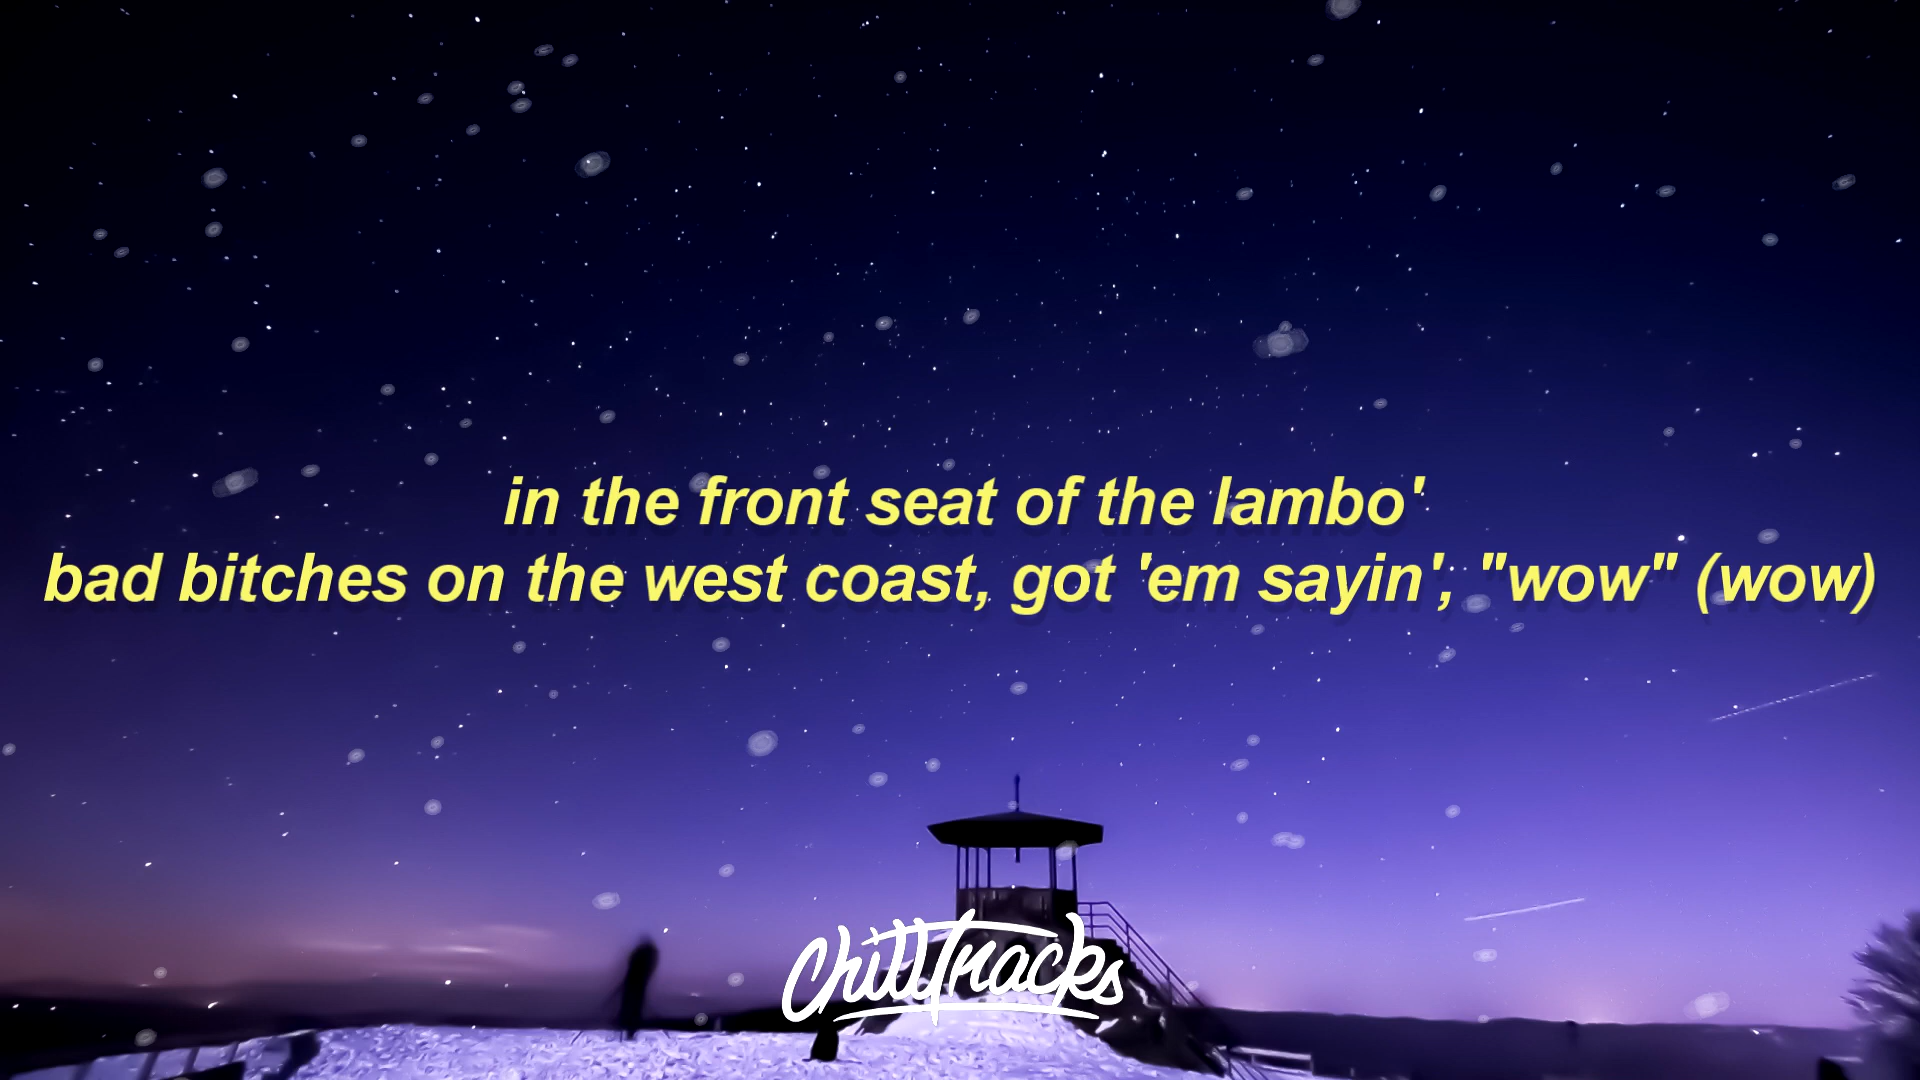 in the front seat of the lambo'
bad bitches on the west coast, got 'em sayin', "wow" (wow)
ChillTracks